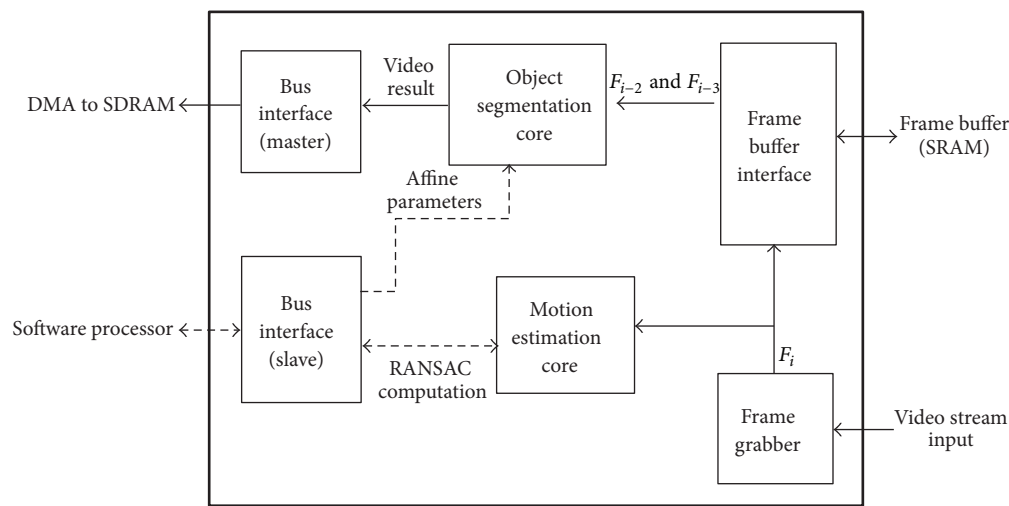 DMA to SDRAM
Bus
interface
(master)
Video
result
Object
segmentation
core
F_{i−2} and F_{i−3}
Frame
buffer
interface
Frame buffer
(SRAM)
Affine
parameters
Software processor
Bus
interface
(slave)
RANSAC
computation
Motion
estimation
core
F_i
Frame
grabber
Video stream
input